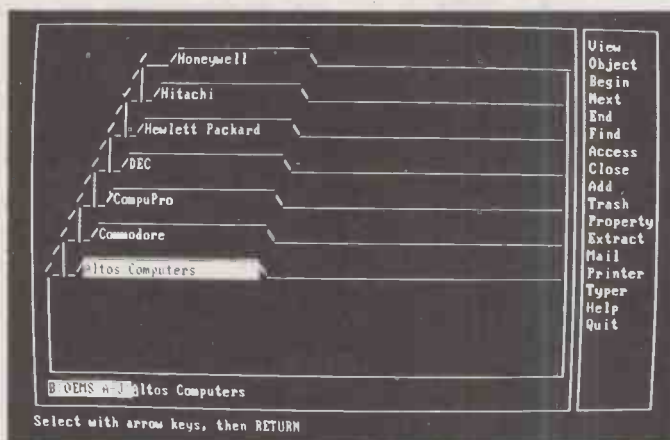 Honeywell
Hitachi
Hewlett Packard
DEC
CompuPro
Commodore
Altos Computers
B OEMS A-J Altos Computers
Select with arrow keys, then RETURN
View
Object
Begin
Next
End
Find
Access
Close
Add
Trash
Property
Extract
Mail
Printer
Typer
Help
Quit